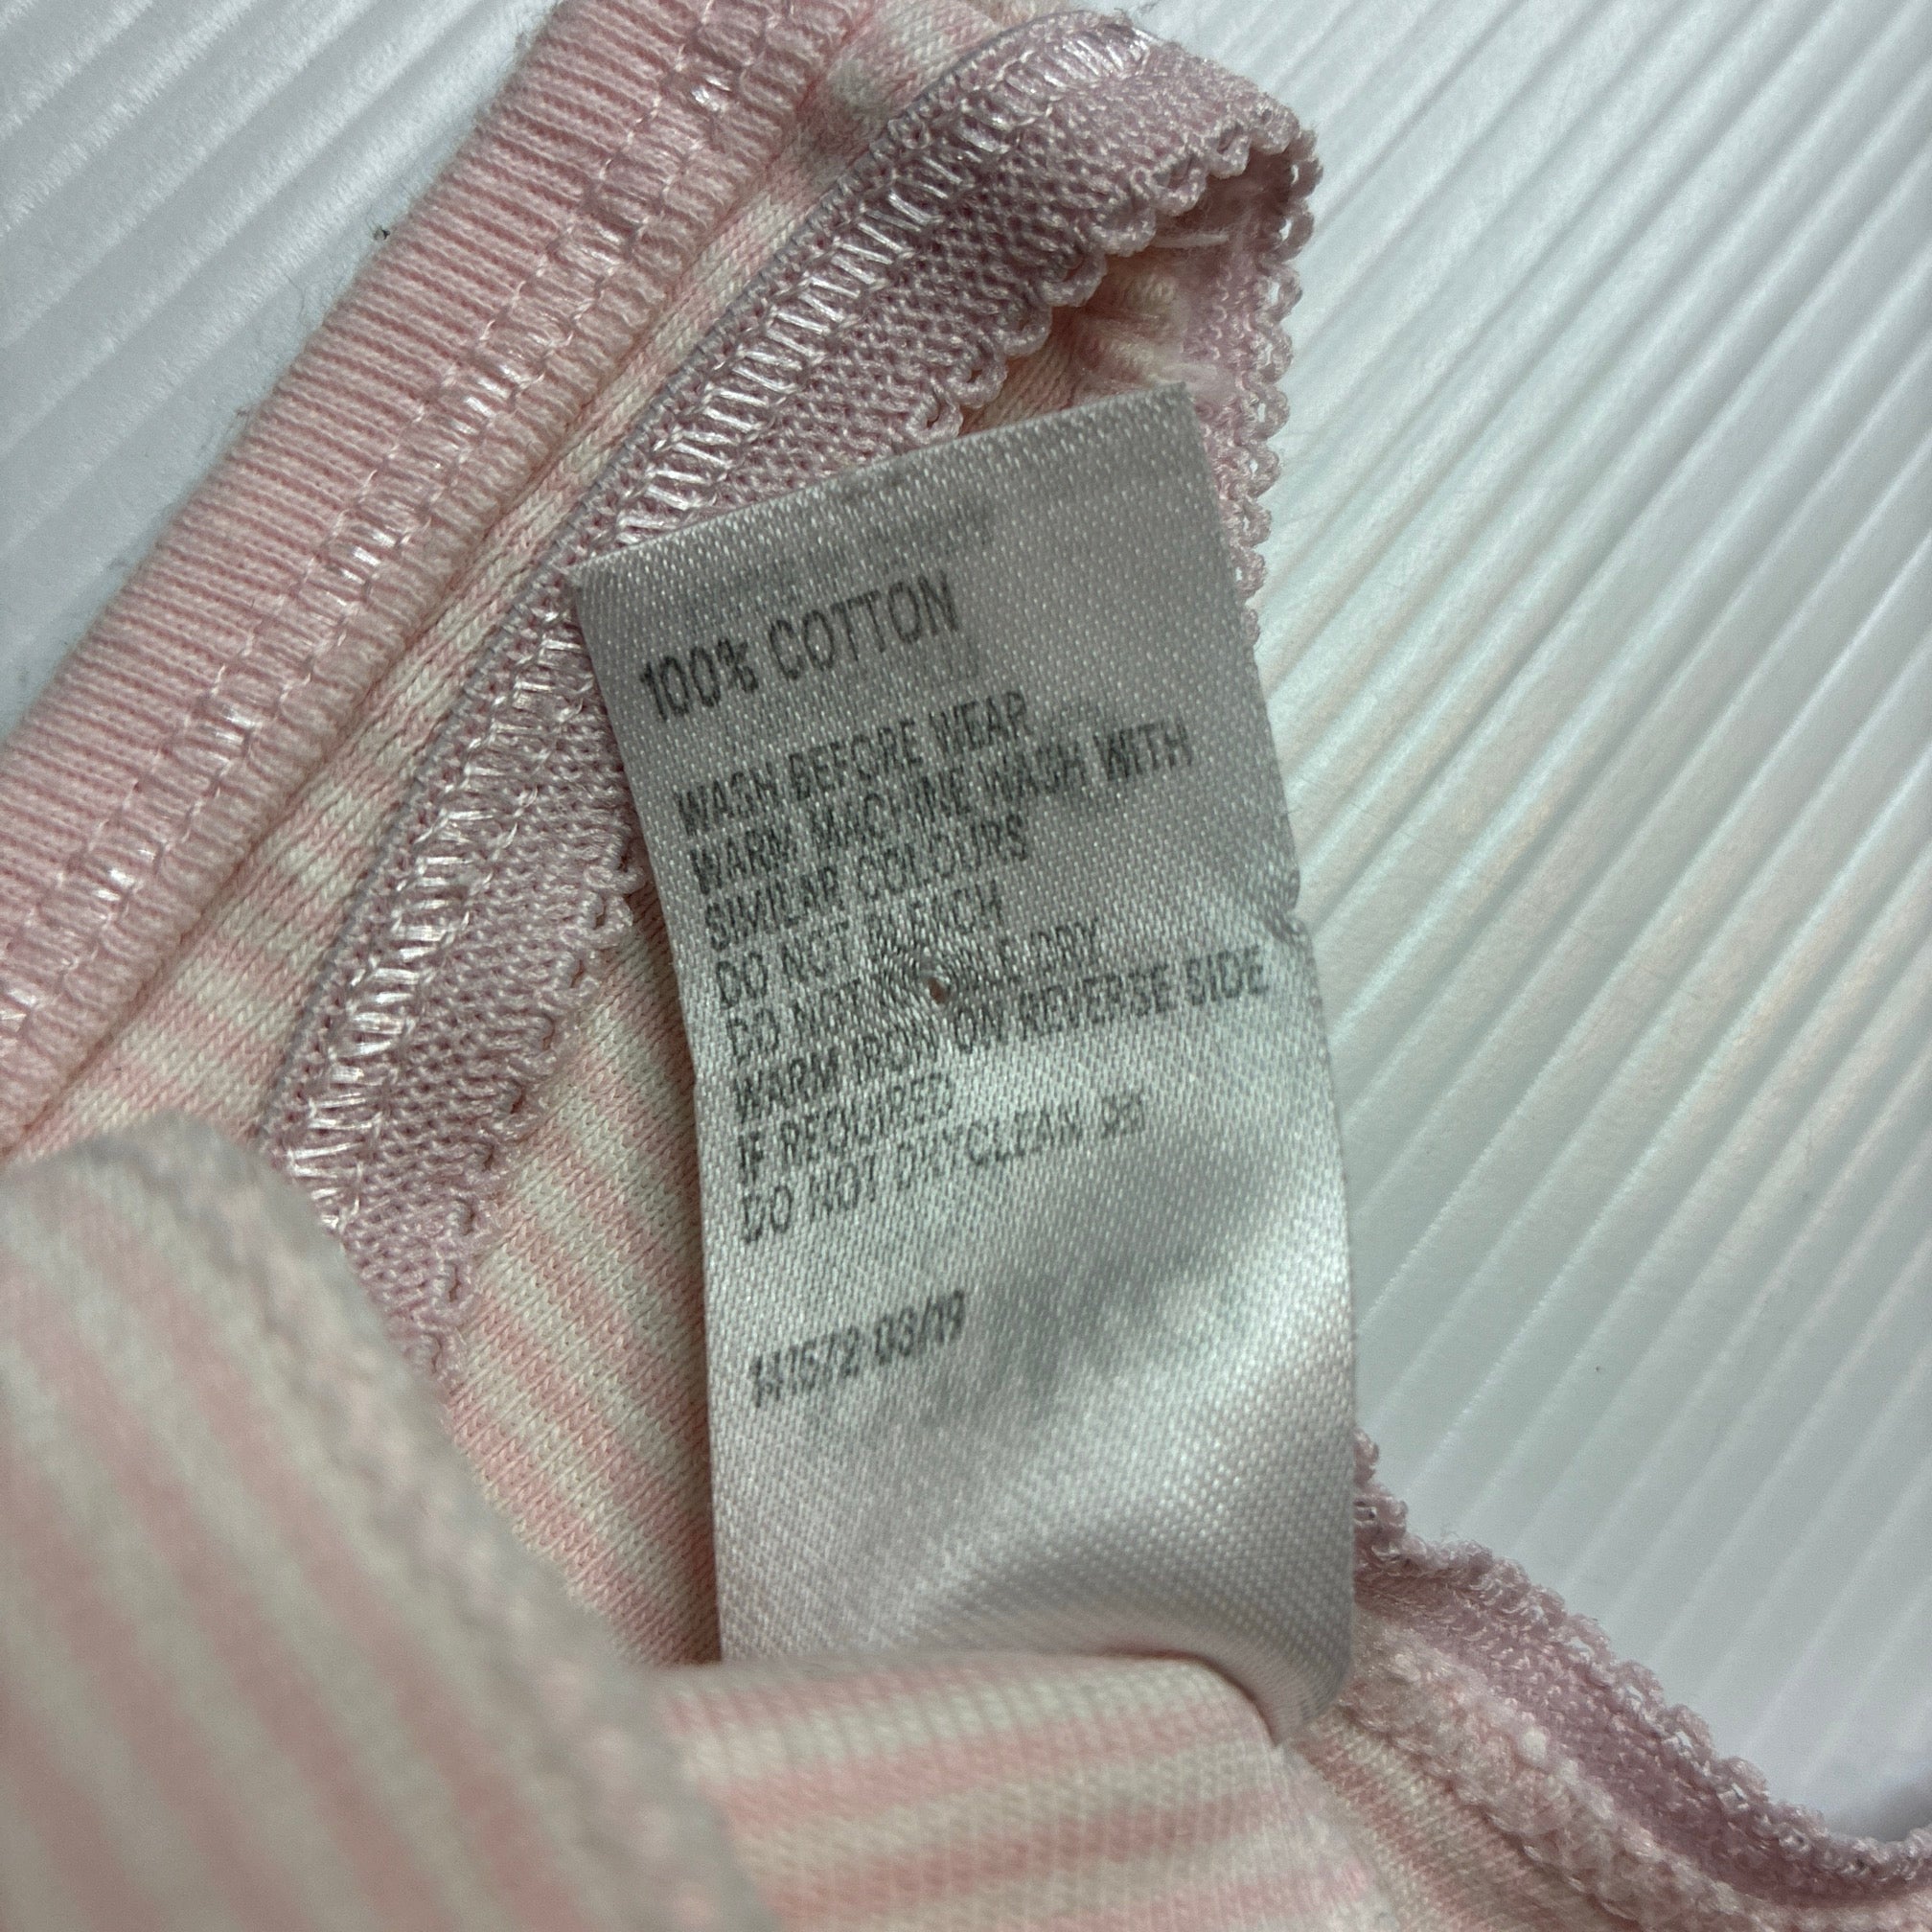 100% COTTON
WASH BEFORE WEAR
WARM MACHINE WASH WITH
SIMILAR COLOURS
DO NOT BLEACH
DO NOT DRY
WARM IRON ON REVERSE SIDE
IF REQUIRED
DO NOT DRYCLEAN